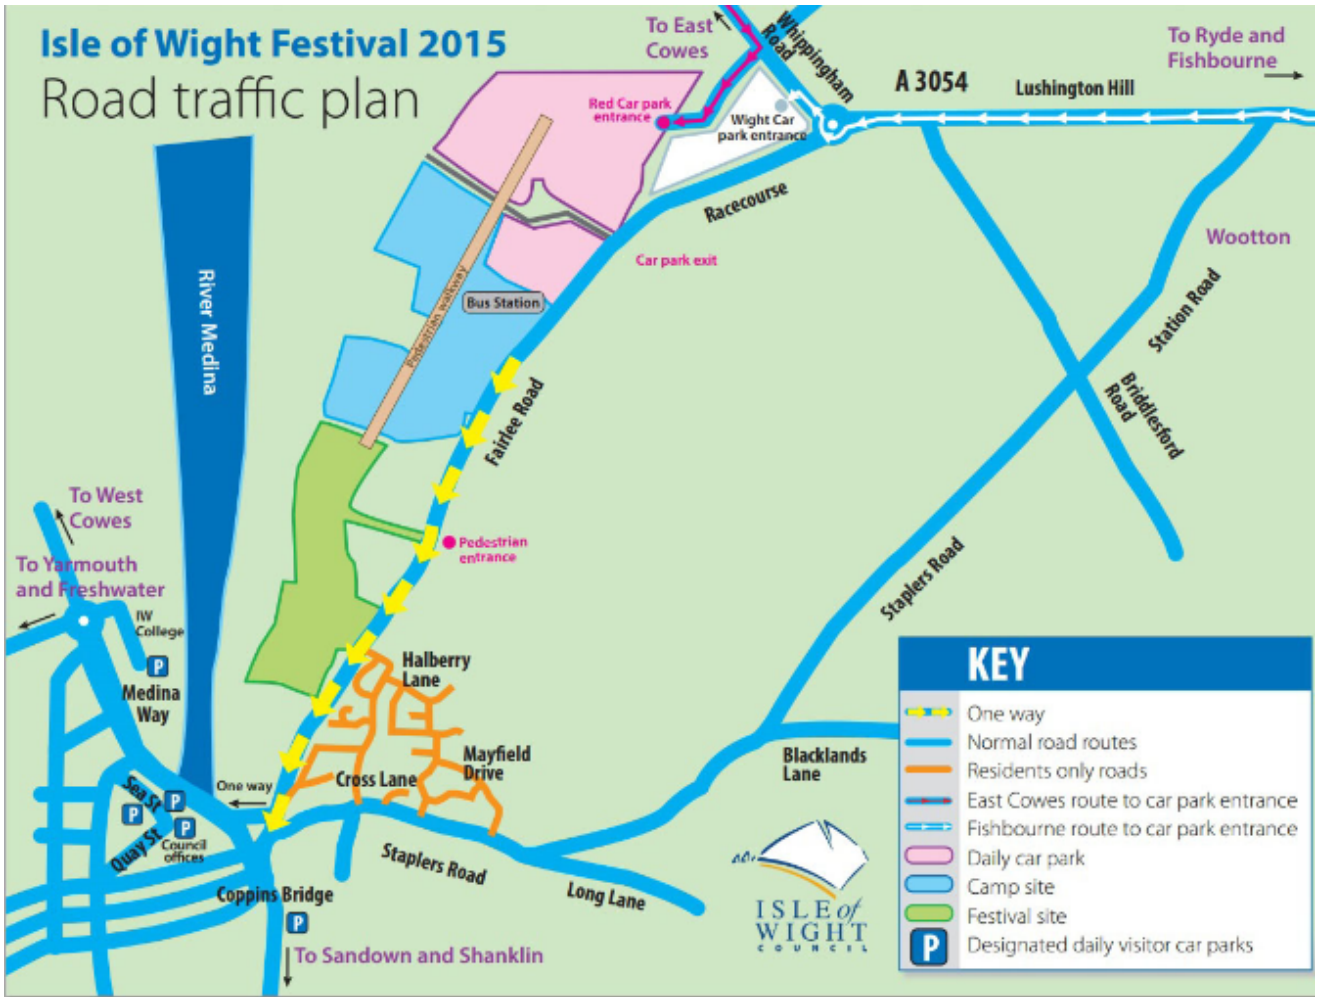 Isle of Wight Festival 2015
Road traffic plan
To East
Cowes
Whippingham
Road
To Ryde and
Fishbourne
A 3054
Lushington Hill
Red Car park
entrance
Wight Car
park entrance
Racecourse
Car park exit
Wootton
River Medina
Pedestrian walkway
Bus Station
Station Road
Fairlee Road
Briddlesford
Road
To West
Cowes
Pedestrian
entrance
To Yarmouth
and Freshwater
IW
College
P
Medina
Way
Staplers Road
Halberry
Lane
Mayfield
Drive
Cross Lane
Blacklands
Lane
One way
Sea St
P
P
P
Quay St
Council
offices
Staplers Road
Long Lane
Coppins Bridge
P
To Sandown and Shanklin
ISLE of
WIGHT
COUNCIL
KEY
One way
Normal road routes
Residents only roads
East Cowes route to car park entrance
Fishbourne route to car park entrance
Daily car park
Camp site
Festival site
P Designated daily visitor car parks